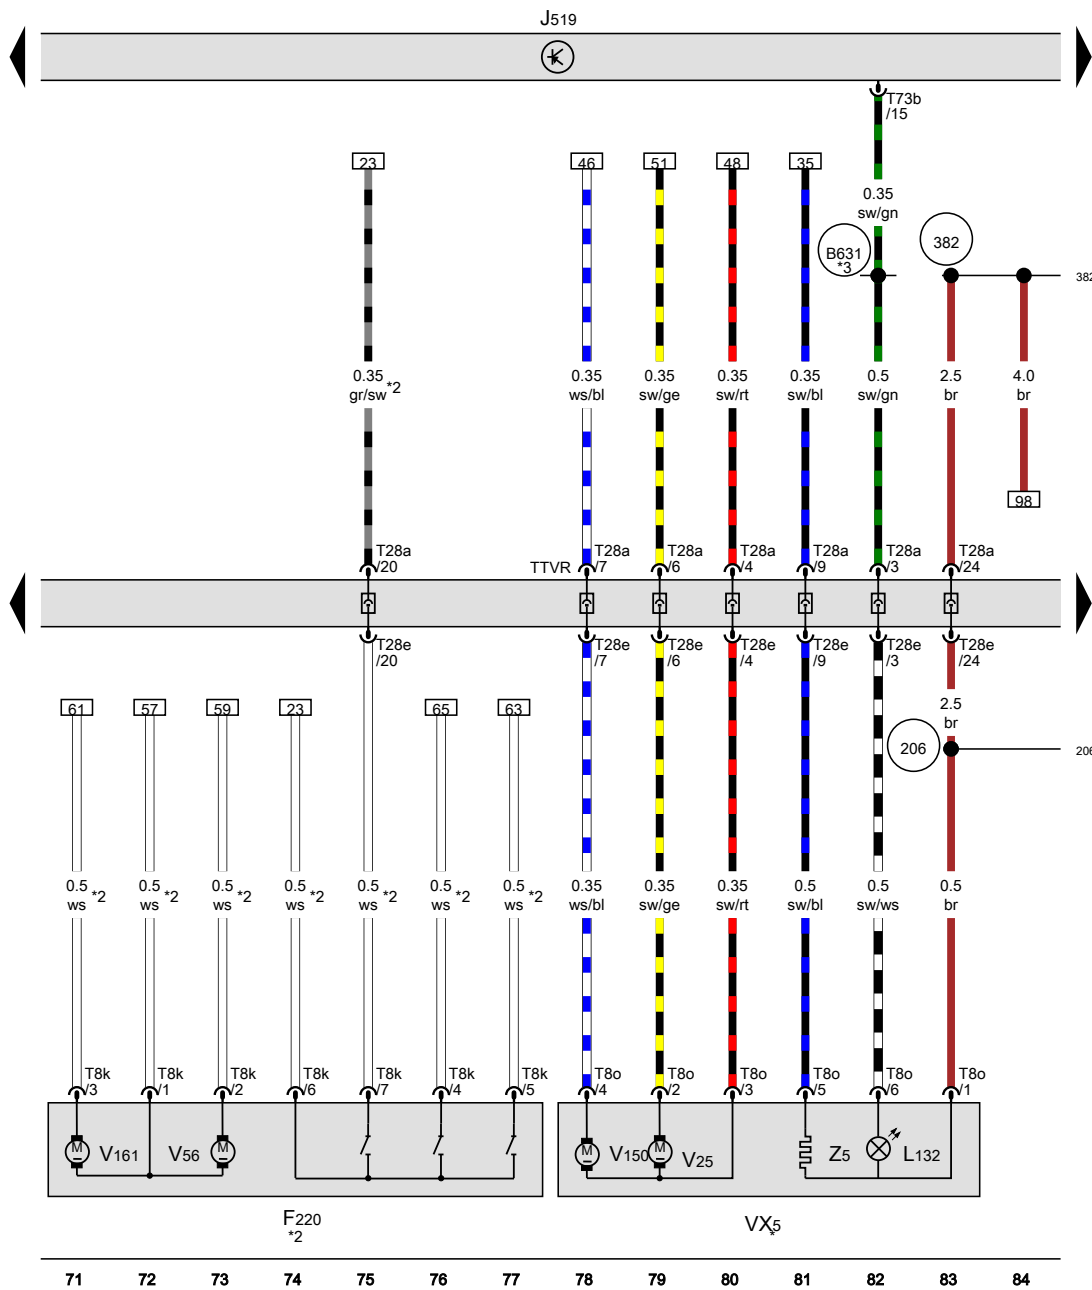 J519
T73b
/15
23
46
51
48
35
0.35
sw/gn
B631
*3
382
382
0.35
gr/sw *2
0.35
ws/bl
0.35
sw/ge
0.35
sw/rt
0.35
sw/bl
0.5
sw/gn
2.5
br
4.0
br
98
T28a
/20
TTVR
T28a
/7
T28a
/6
T28a
/4
T28a
/9
T28a
/3
T28a
/24
T28e
/20
T28e
/7
T28e
/6
T28e
/4
T28e
/9
T28e
/3
T28e
/24
61
57
59
23
65
63
2.5
br
206
206
0.5
ws *2
0.5
ws *2
0.5
ws *2
0.5
ws *2
0.5
ws *2
0.5
ws *2
0.5
ws *2
0.35
ws/bl
0.35
sw/ge
0.35
sw/rt
0.5
sw/bl
0.5
sw/ws
0.5
br
T8k
/3
T8k
/1
T8k
/2
T8k
/6
T8k
/7
T8k
/4
T8k
/5
T8o
/4
T8o
/2
T8o
/3
T8o
/5
T8o
/6
T8o
/1
M V161
V56 M
M V150
M V25
Z5
L132
F220
*2
VX5
*
71 72 73 74 75 76 77 78 79 80 81 82 83 84